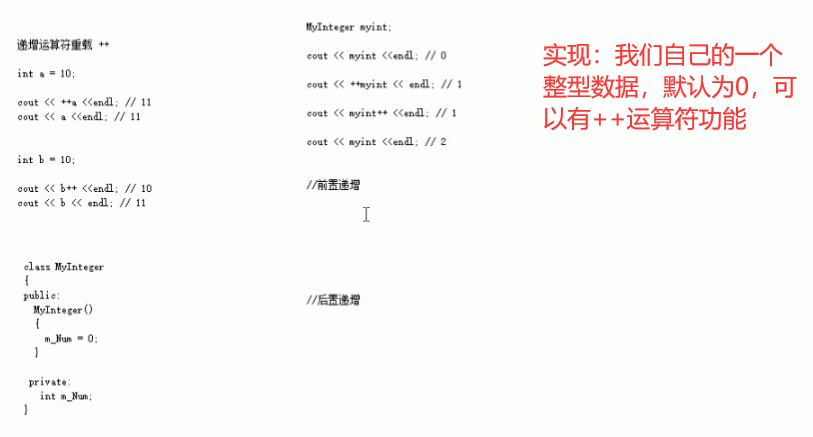 递增运算符重载 ++
int a = 10;
cout << ++a <<endl; // 11
cout << a <<endl; // 11
int b = 10;
cout << b++ <<endl; // 10
cout << b << endl; // 11
class MyInteger
{
public:
MyInteger()
{
m_Num = 0;
}
private:
int m_Num;
}
MyInteger myint;
cout << myint <<endl; // 0
cout << ++myint << endl; // 1
cout << myint++ <<endl; // 1
cout << myint <<endl; // 2
//前置递增
//后置递增
实现：我们自己的一个
整型数据，默认为0，可
以有++运算符功能